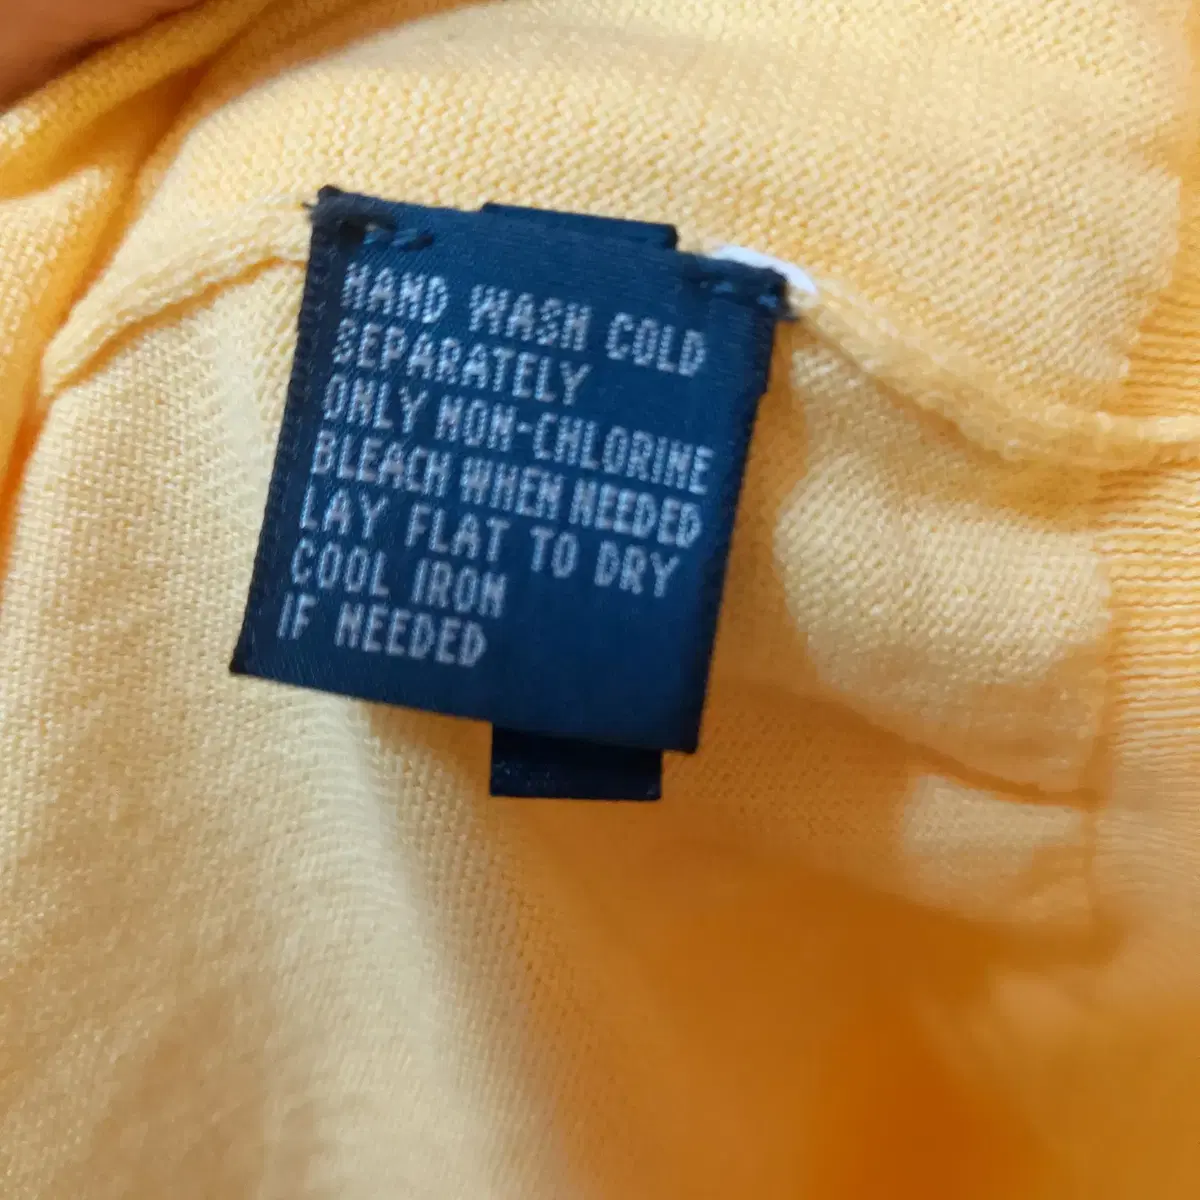 HAND WASH COLD
SEPARATELY
ONLY NON-CHLORINE
BLEACH WHEN NEEDED
LAY FLAT TO DRY
COOL IRON
IF NEEDED